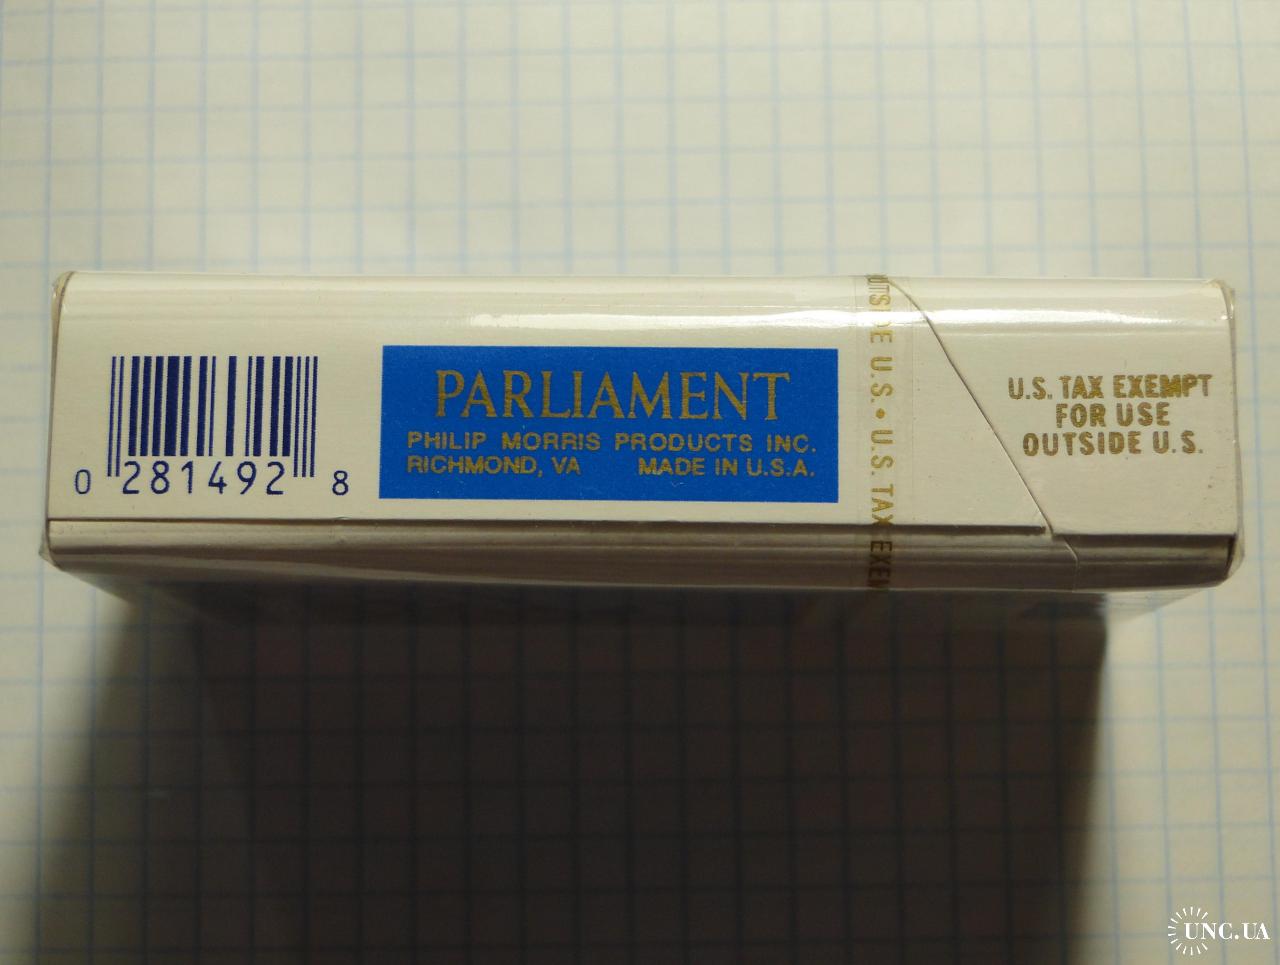 PARLIAMENT
PHILIP MORRIS PRODUCTS INC.
RICHMOND, VA MADE IN U.S.A.
0 281492 8
OUTSIDE U.S. • U.S. TAX EXEM
U.S. TAX EXEMPT
FOR USE
OUTSIDE U.S.
UNC.UA